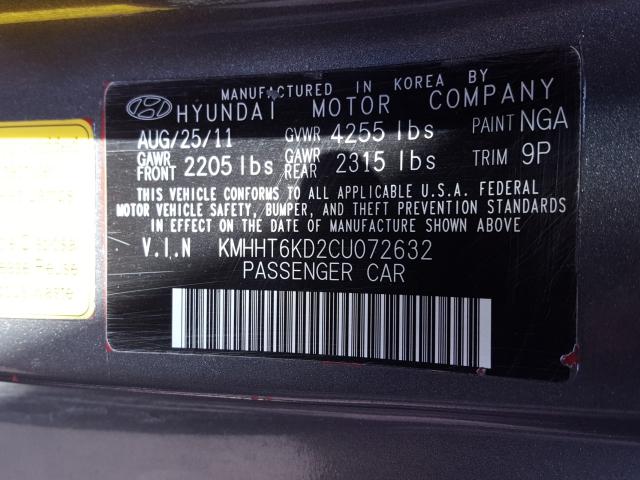 MANUFACTURED IN KOREA BY
HYUNDAI MOTOR COMPANY
AUG/25/11 GVWR 4255 lbs PAINT NGA
GAWR FRONT 2205 lbs GAWR REAR 2315 lbs TRIM 9P
THIS VEHICLE CONFORMS TO ALL APPLICABLE U.S.A. FEDERAL
MOTOR VEHICLE SAFETY, BUMPER, AND THEFT PREVENTION STANDARDS
IN EFFECT ON THE DATE OF MANUFACTURE SHOWN ABOVE
V.I.N KMHHT6KD2CU072632
PASSENGER CAR